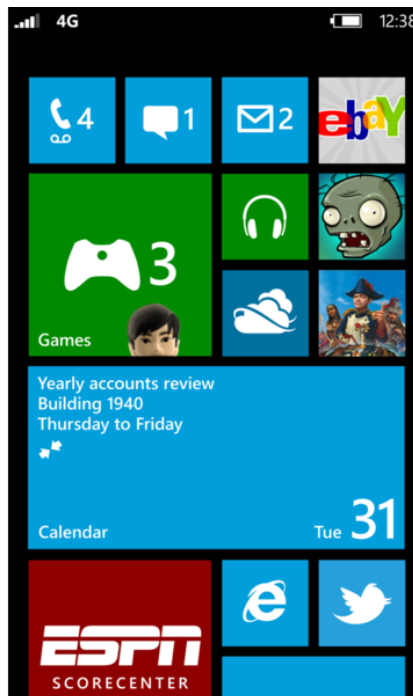 4G 12:38
4 1 2 ebaY
3
Games
Yearly accounts review
Building 1940
Thursday to Friday
Calendar Tue 31
ESPN
SCORECENTER